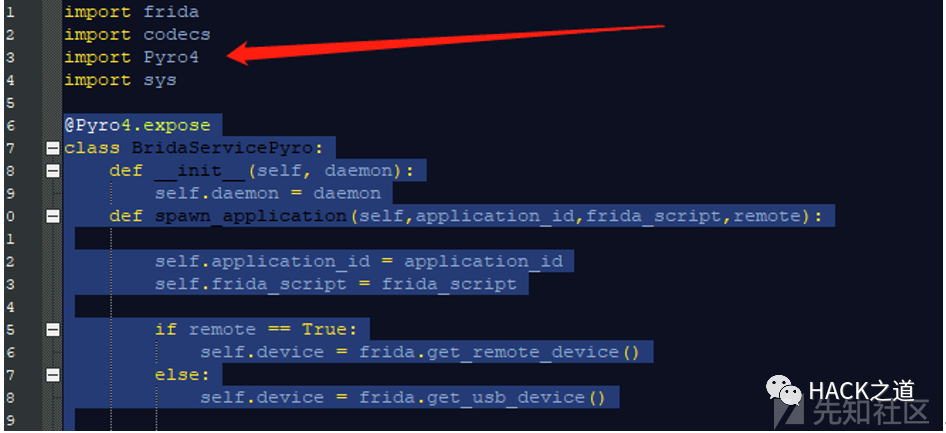 1 import frida
2 import codecs
3 import Pyro4
4 import sys
5
6 @Pyro4.expose
7 class BridaServicePyro:
8     def __init__(self, daemon):
9         self.daemon = daemon
0     def spawn_application(self,application_id,frida_script,remote):
1
2         self.application_id = application_id
3         self.frida_script = frida_script
4
5         if remote == True:
6             self.device = frida.get_remote_device()
7         else:
8             self.device = frida.get_usb_device()
9
HACK之道
先知社区